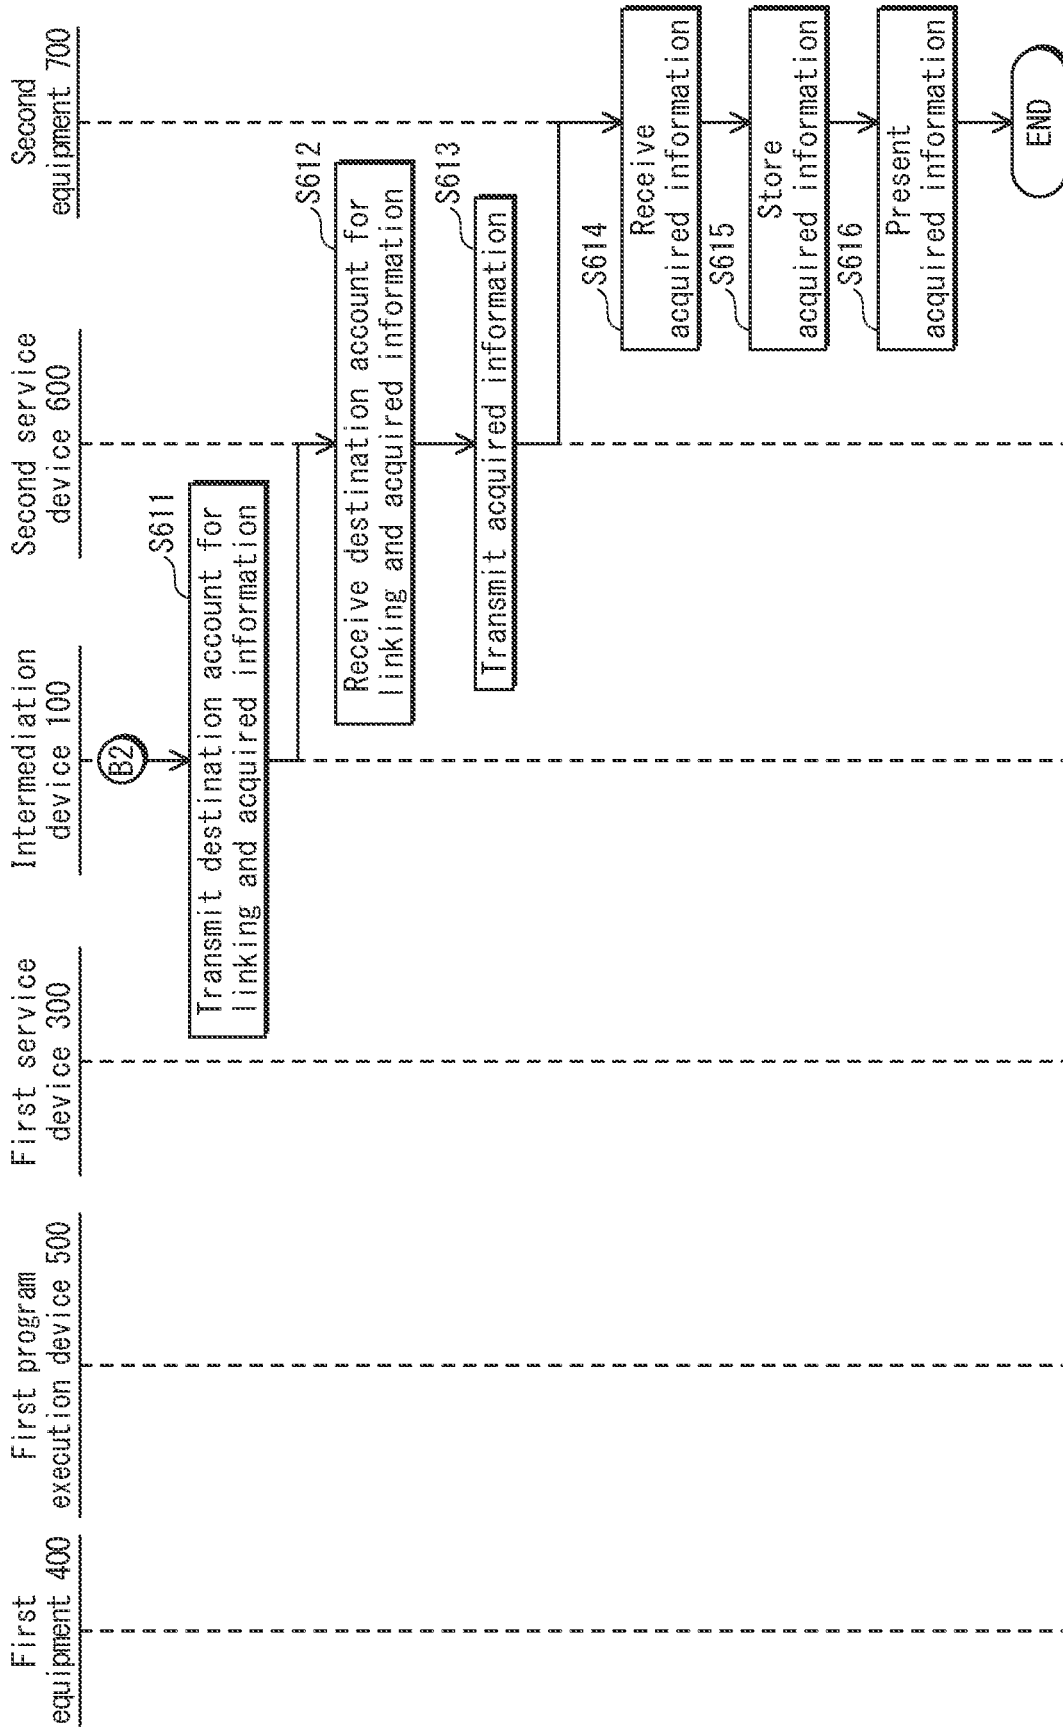 First
equipment 400
First program
execution device 500
First service
device 300
Intermediation
device 100
Second service
device 600
Second
equipment 700
B2
S611
Transmit destination account for
linking and acquired information
S612
Receive destination account for
linking and acquired information
S613
Transmit acquired information
S614
Receive
acquired information
S615
Store
acquired information
S616
Present
acquired information
END